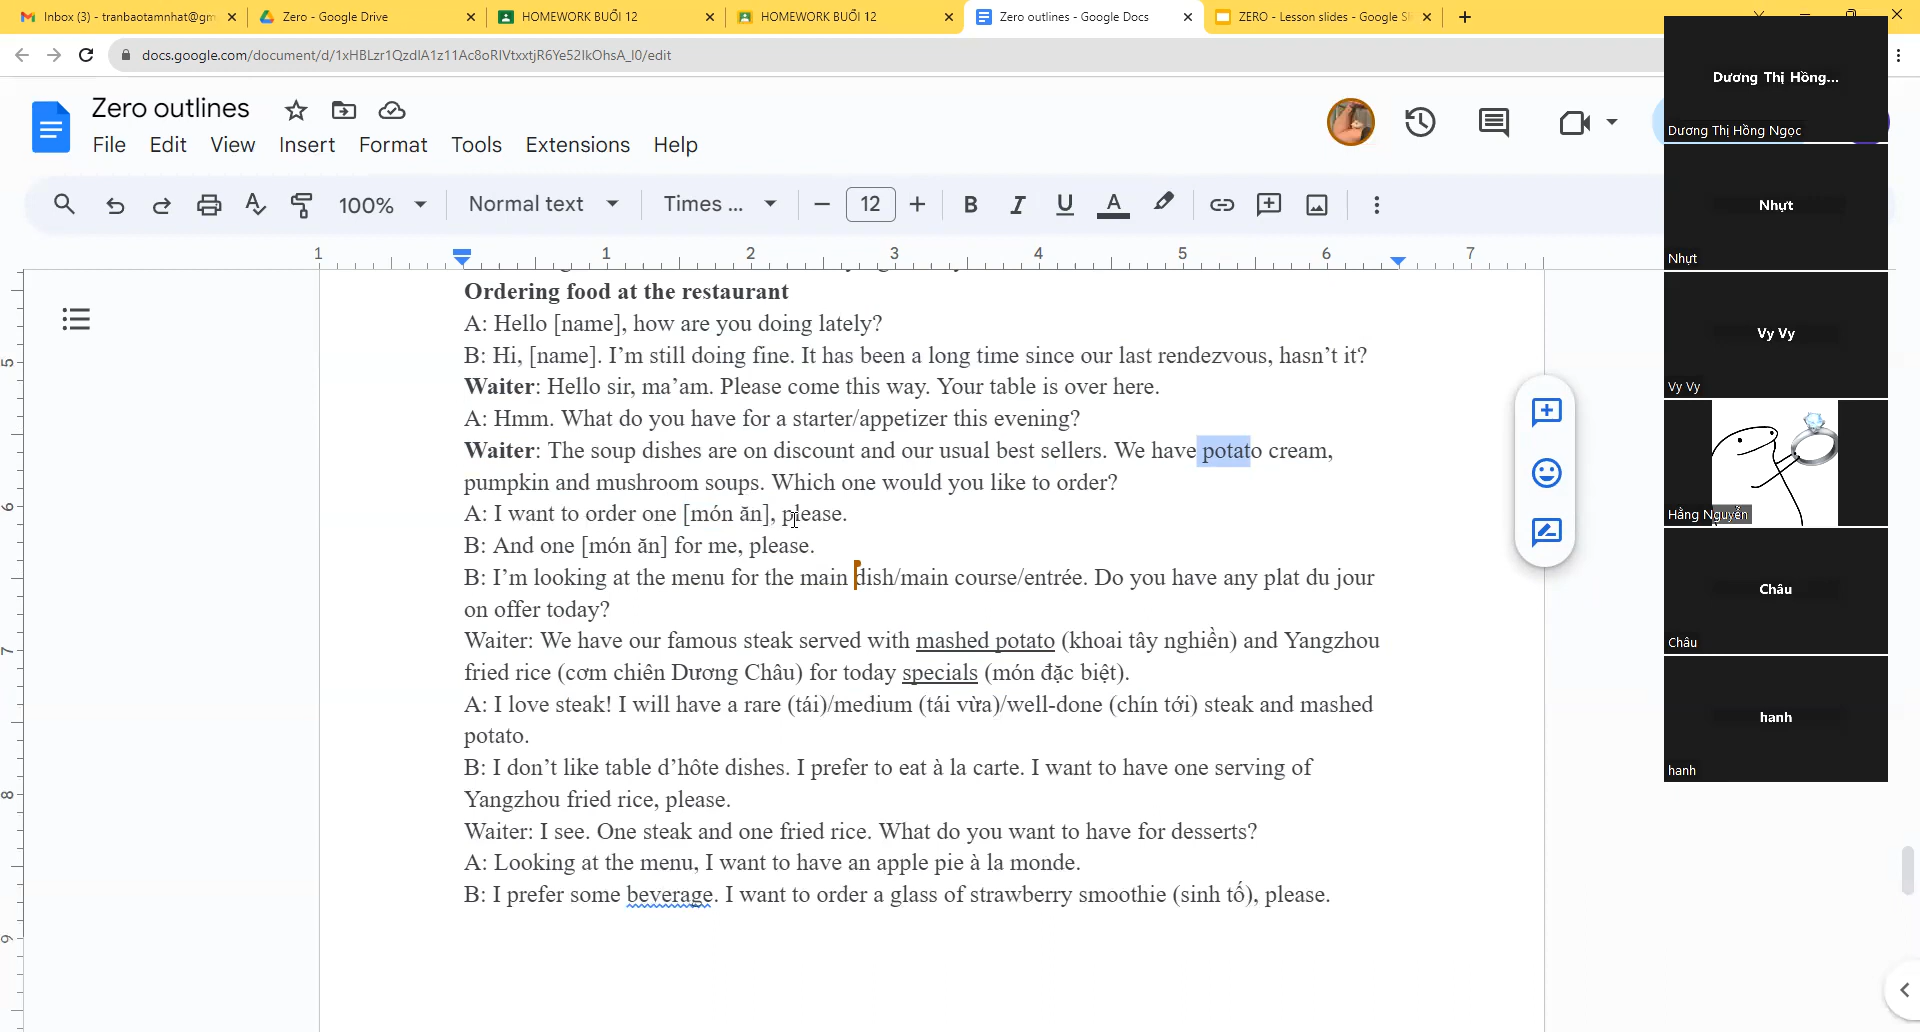 Inbox (3) - tranbaotamnhat@gm
Zero - Google Drive
HOMEWORK BUỔI 12
HOMEWORK BUỔI 12
Zero outlines - Google Docs
ZERO - Lesson slides - Google Sl
docs.google.com/document/d/1xHBLzr1QzdIA1z11Ac8oRIVtxxtjR6Ye52IkOhsA_I0/edit
Zero outlines
File Edit View Insert Format Tools Extensions Help
100% Normal text Times ... 12
1 1 2 3 4 5 6 7
Ordering food at the restaurant
A: Hello [name], how are you doing lately?
B: Hi, [name]. I’m still doing fine. It has been a long time since our last rendezvous, hasn’t it?
Waiter: Hello sir, ma’am. Please come this way. Your table is over here.
A: Hmm. What do you have for a starter/appetizer this evening?
Waiter: The soup dishes are on discount and our usual best sellers. We have potato cream,
pumpkin and mushroom soups. Which one would you like to order?
A: I want to order one [món ăn], please.
B: And one [món ăn] for me, please.
B: I’m looking at the menu for the main dish/main course/entrée. Do you have any plat du jour
on offer today?
Waiter: We have our famous steak served with mashed potato (khoai tây nghiền) and Yangzhou
fried rice (cơm chiên Dương Châu) for today specials (món đặc biệt).
A: I love steak! I will have a rare (tái)/medium (tái vừa)/well-done (chín tới) steak and mashed
potato.
B: I don’t like table d’hôte dishes. I prefer to eat à la carte. I want to have one serving of
Yangzhou fried rice, please.
Waiter: I see. One steak and one fried rice. What do you want to have for desserts?
A: Looking at the menu, I want to have an apple pie à la monde.
B: I prefer some beverage. I want to order a glass of strawberry smoothie (sinh tố), please.
5
6
7
8
9
Dương Thị Hồng...
Dương Thị Hồng Ngọc
Nhựt
Nhựt
Vy Vy
Vy Vy
Hằng Nguyễn
Châu
Châu
hanh
hanh